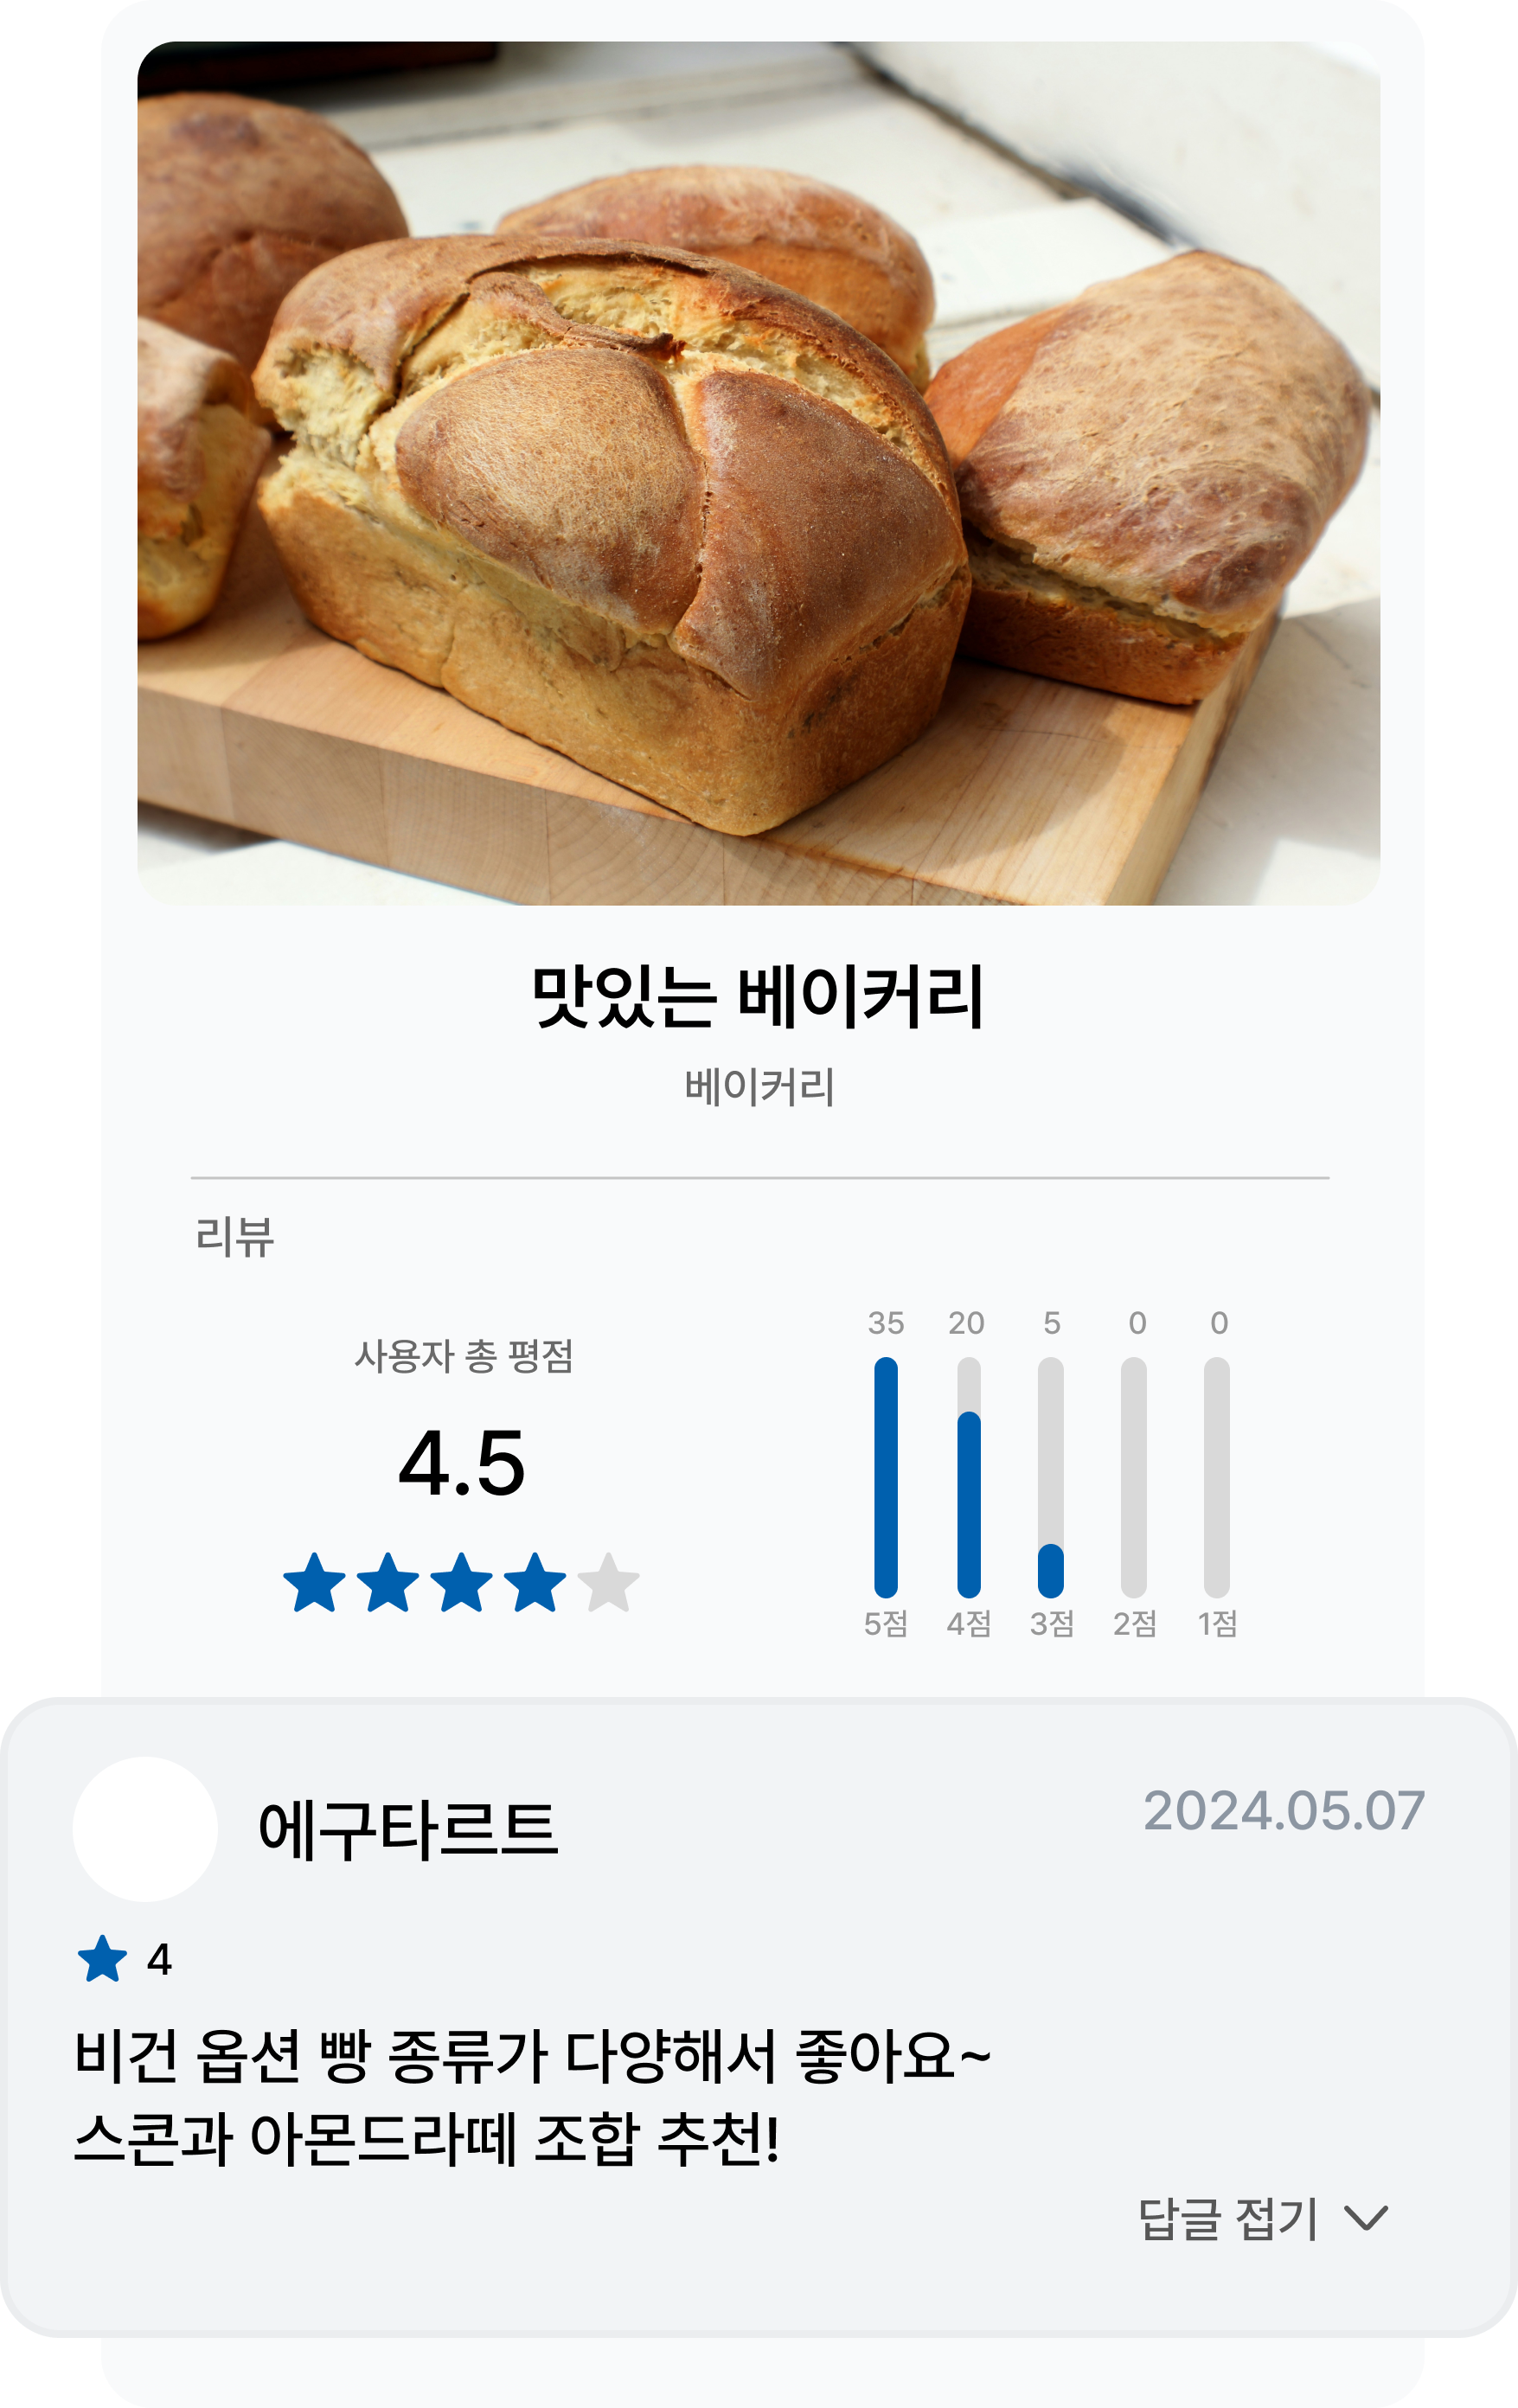 맛있는 베이커리
베이커리
리뷰
사용자 총 평점
4.5
35 20 5 0 0
5점 4점 3점 2점 1점
에구타르트
2024.05.07
4
비건 옵션 빵 종류가 다양해서 좋아요~
스콘과 아몬드라떼 조합 추천!
답글 접기